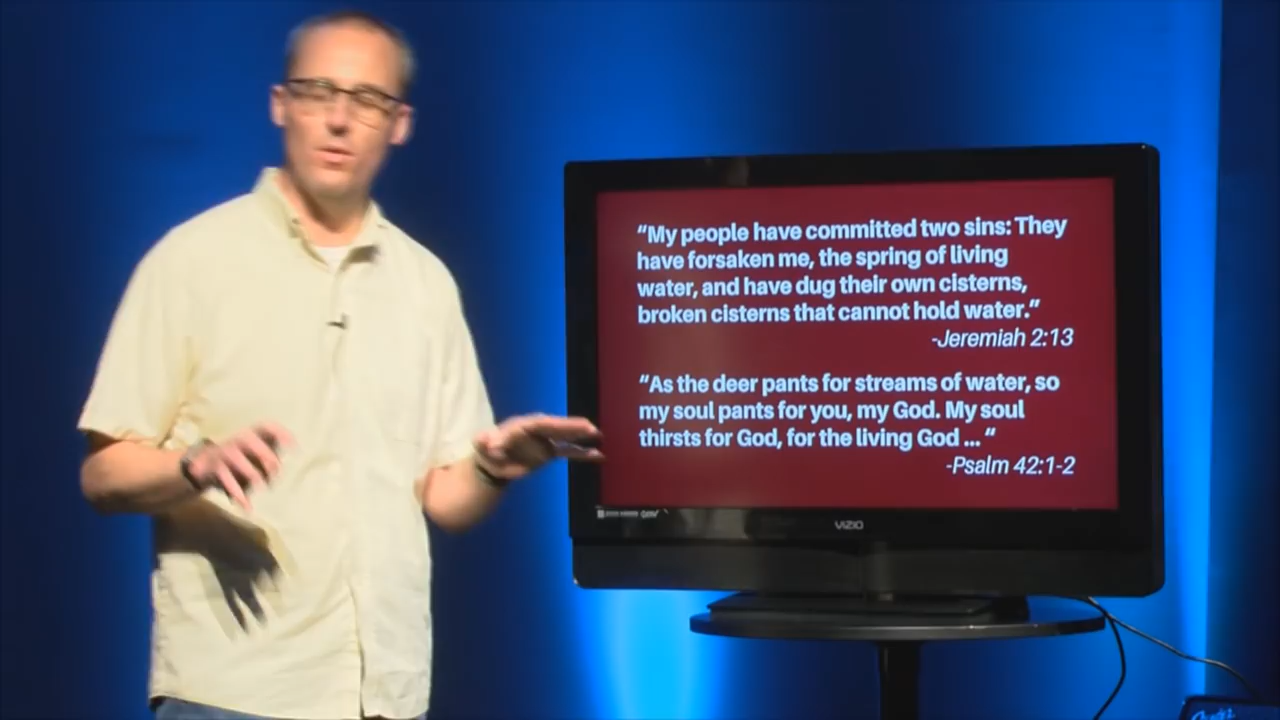 “My people have committed two sins: They
have forsaken me, the spring of living
water, and have dug their own cisterns,
broken cisterns that cannot hold water.”
-Jeremiah 2:13
“As the deer pants for streams of water, so
my soul pants for you, my God. My soul
thirsts for God, for the living God ... “
-Psalm 42:1-2
VIZIO